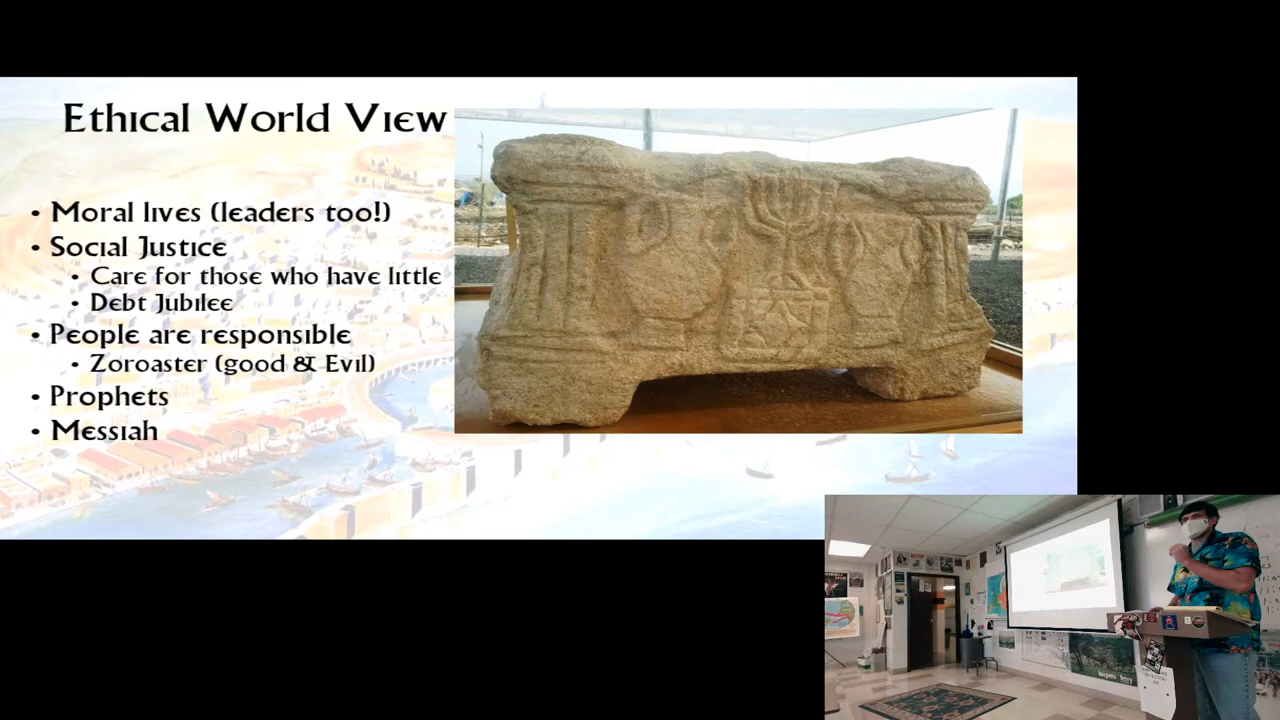 Ethical World View
• Moral lives (leaders too!)
• Social Justice
• Care for those who have little
• Debt Jubilee
• People are responsible
• Zoroaster (good & Evil)
• Prophets
• Messiah